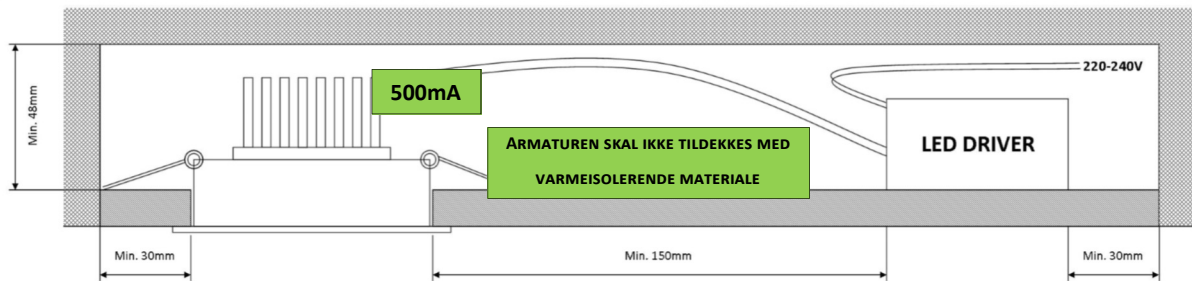 220-240V
500mA
Min. 48mm
ARMATUREN SKAL IKKE TILDEKKES MED
VARMEISOLERENDE MATERIALE
LED DRIVER
Min. 30mm
Min. 150mm
Min. 30mm